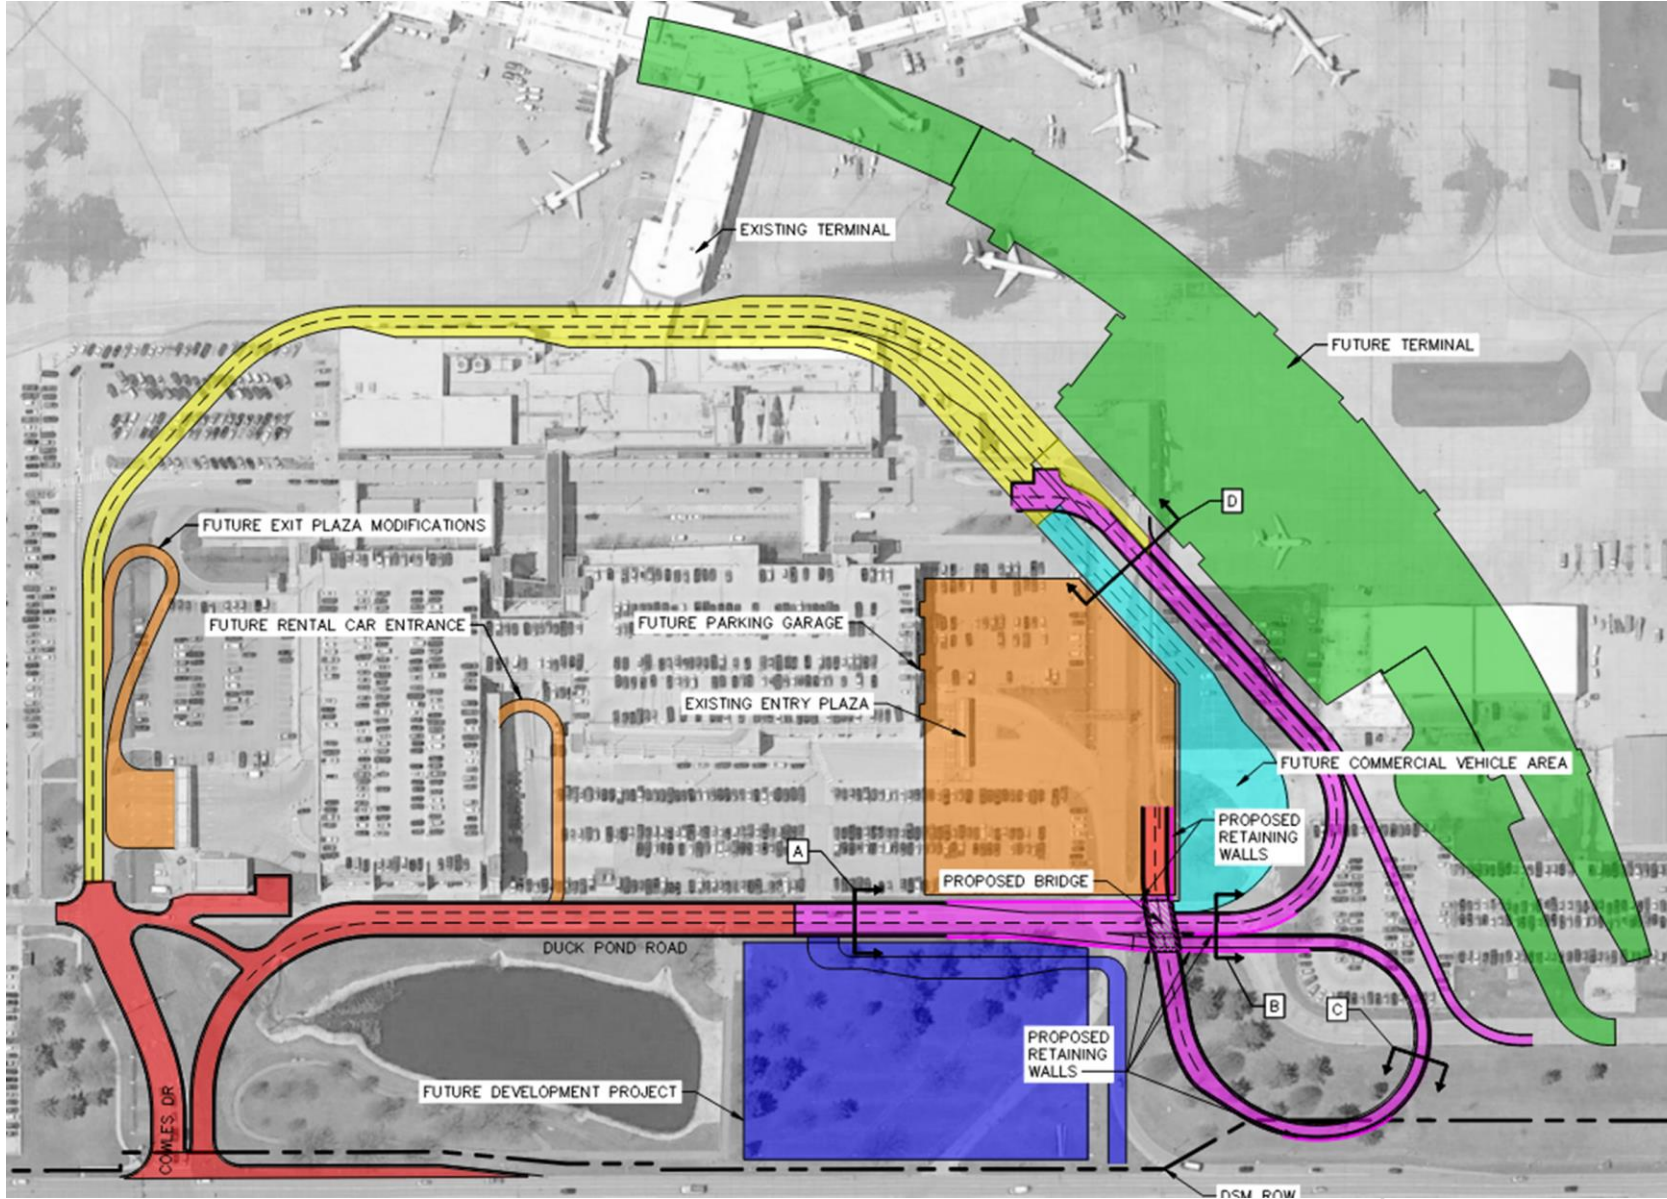 EXISTING TERMINAL
FUTURE TERMINAL
D
FUTURE EXIT PLAZA MODIFICATIONS
FUTURE RENTAL CAR ENTRANCE
FUTURE PARKING GARAGE
EXISTING ENTRY PLAZA
FUTURE COMMERCIAL VEHICLE AREA
PROPOSED
RETAINING
WALLS
A
PROPOSED BRIDGE
DUCK POND ROAD
B
C
PROPOSED
RETAINING
WALLS
FUTURE DEVELOPMENT PROJECT
COWLES DR
DSM ROW